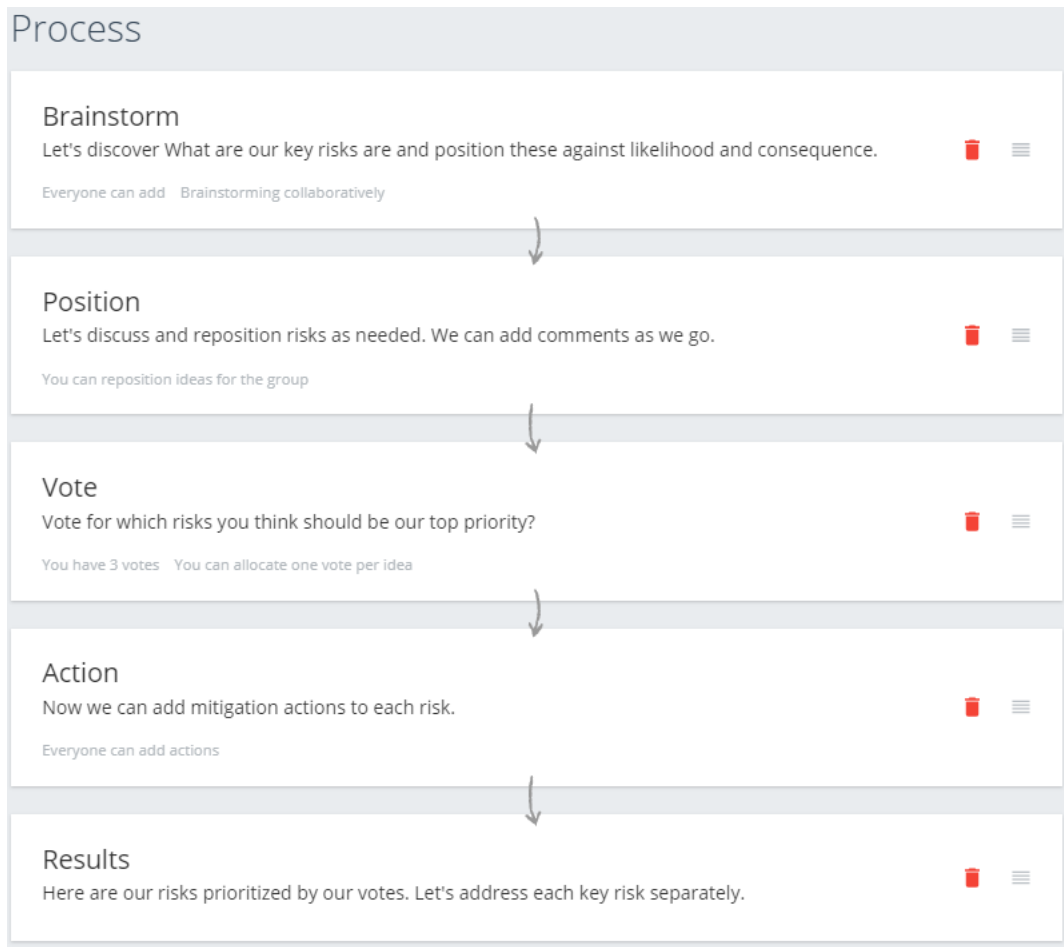 Process
Brainstorm
Let's discover What are our key risks are and position these against likelihood and consequence.
Everyone can add Brainstorming collaboratively
Position
Let's discuss and reposition risks as needed. We can add comments as we go.
You can reposition ideas for the group
Vote
Vote for which risks you think should be our top priority?
You have 3 votes You can allocate one vote per idea
Action
Now we can add mitigation actions to each risk.
Everyone can add actions
Results
Here are our risks prioritized by our votes. Let's address each key risk separately.